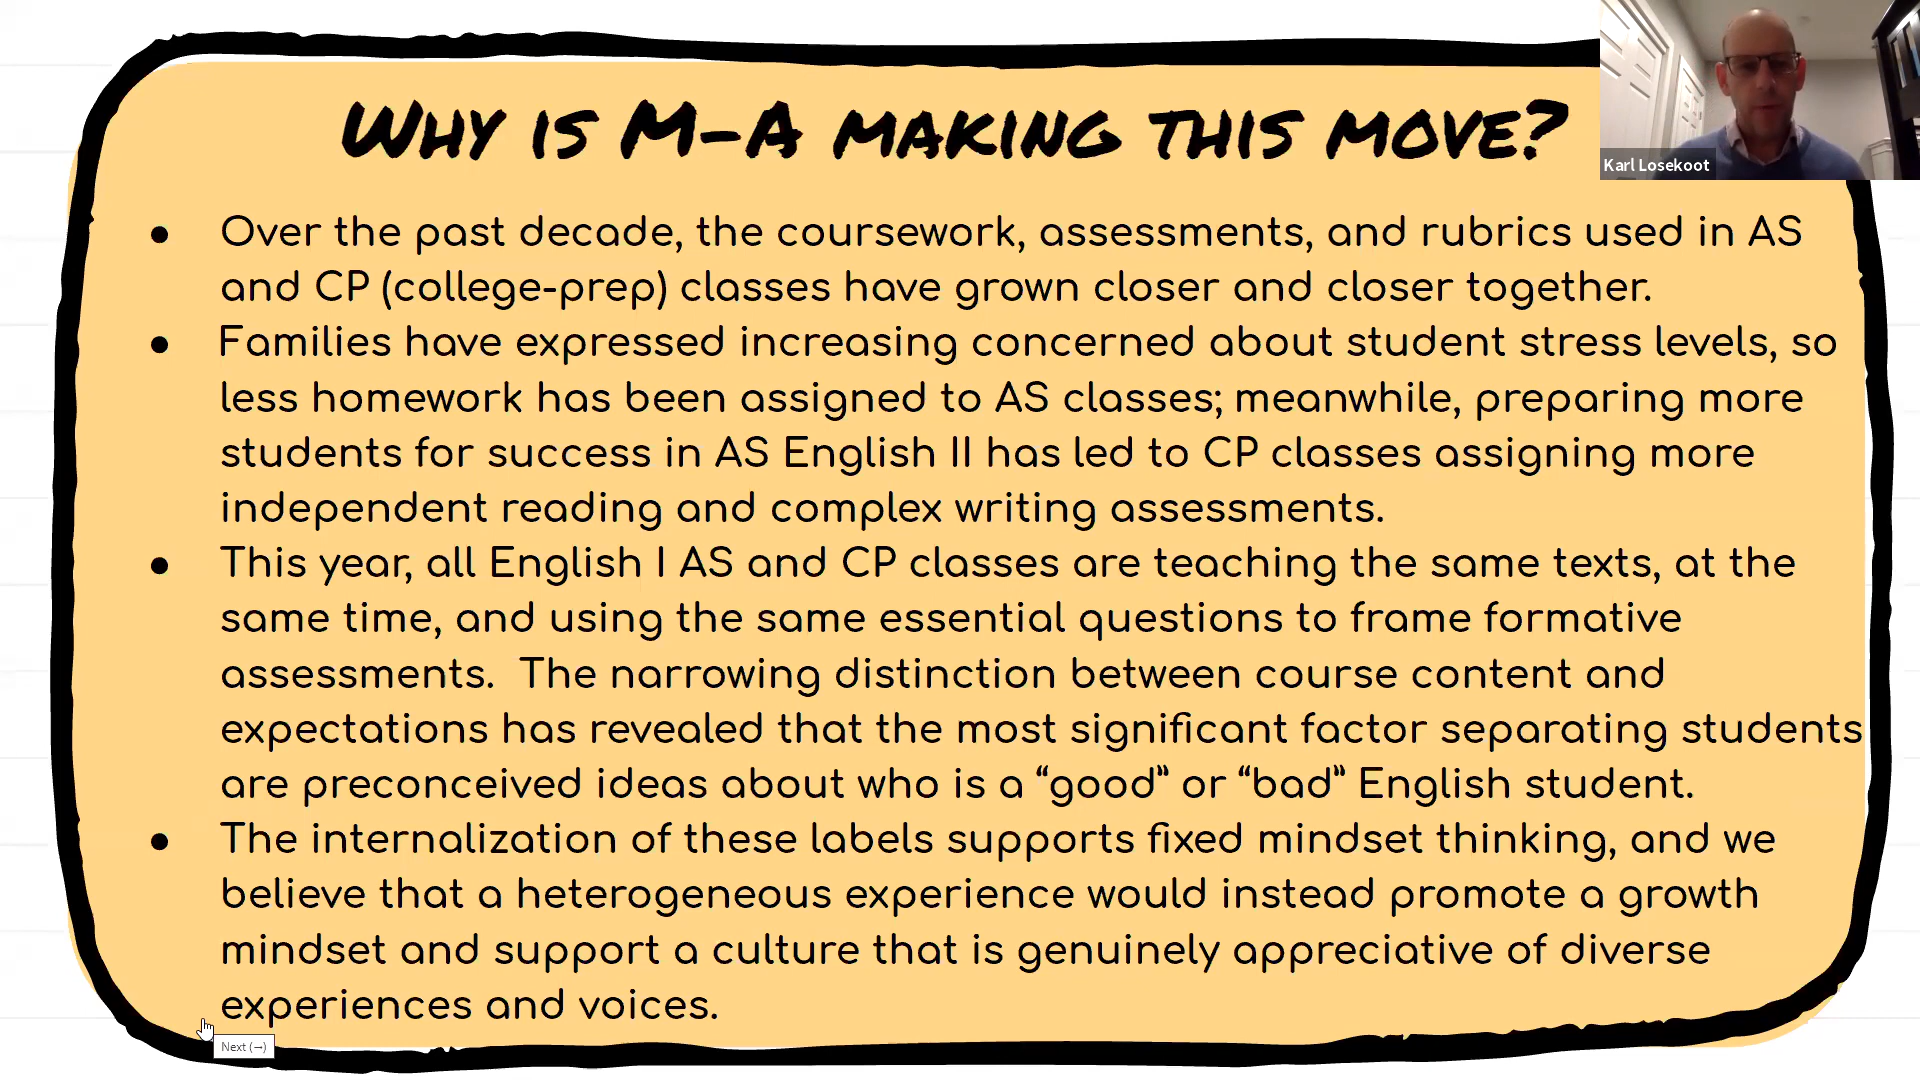 Why is M-A making this move?
Karl Losekoot
● Over the past decade, the coursework, assessments, and rubrics used in AS
and CP (college-prep) classes have grown closer and closer together.
● Families have expressed increasing concerned about student stress levels, so
less homework has been assigned to AS classes; meanwhile, preparing more
students for success in AS English II has led to CP classes assigning more
independent reading and complex writing assessments.
● This year, all English I AS and CP classes are teaching the same texts, at the
same time, and using the same essential questions to frame formative
assessments.  The narrowing distinction between course content and
expectations has revealed that the most significant factor separating students
are preconceived ideas about who is a “good” or “bad” English student.
● The internalization of these labels supports fixed mindset thinking, and we
believe that a heterogeneous experience would instead promote a growth
mindset and support a culture that is genuinely appreciative of diverse
experiences and voices.
Next (→)